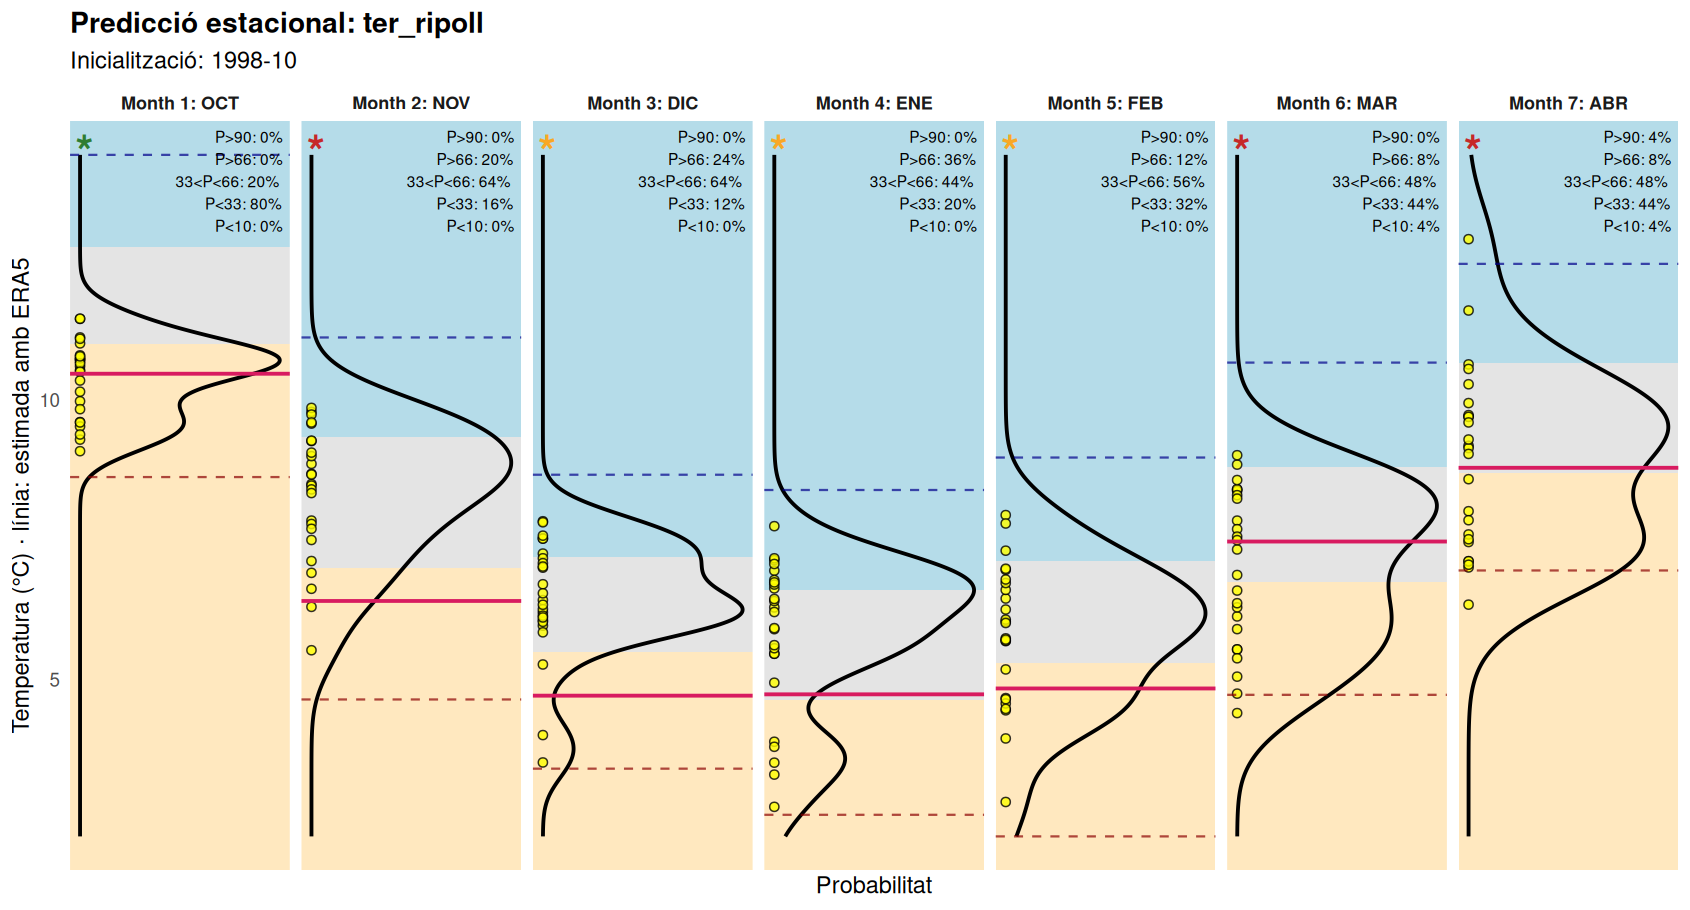 Predicció estacional: ter_ripoll
Inicialització: 1998-10
Month 1: OCT
Month 2: NOV
Month 3: DIC
Month 4: ENE
Month 5: FEB
Month 6: MAR
Month 7: ABR
*
P>90: 0%
P>66: 0%
33<P<66: 20%
P<33: 80%
P<10: 0%
*
P>90: 0%
P>66: 20%
33<P<66: 64%
P<33: 16%
P<10: 0%
*
P>90: 0%
P>66: 24%
33<P<66: 64%
P<33: 12%
P<10: 0%
*
P>90: 0%
P>66: 36%
33<P<66: 44%
P<33: 20%
P<10: 0%
*
P>90: 0%
P>66: 12%
33<P<66: 56%
P<33: 32%
P<10: 0%
*
P>90: 0%
P>66: 8%
33<P<66: 48%
P<33: 44%
P<10: 4%
*
P>90: 4%
P>66: 8%
33<P<66: 48%
P<33: 44%
P<10: 4%
Temperatura (°C) · línia: estimada amb ERA5
10
5
Probabilitat